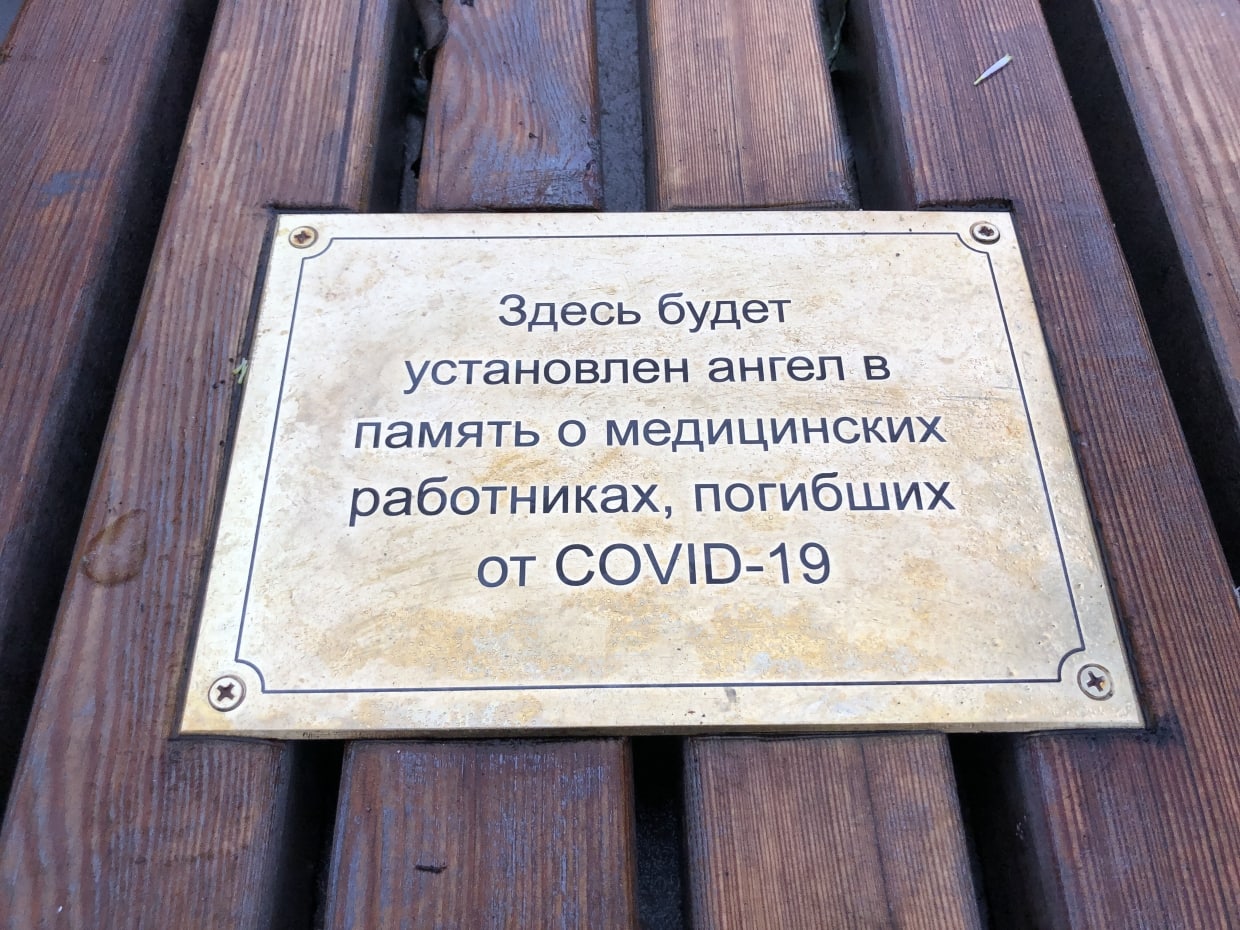 Здесь будет
установлен ангел в
память о медицинских
работниках, погибших
от COVID-19